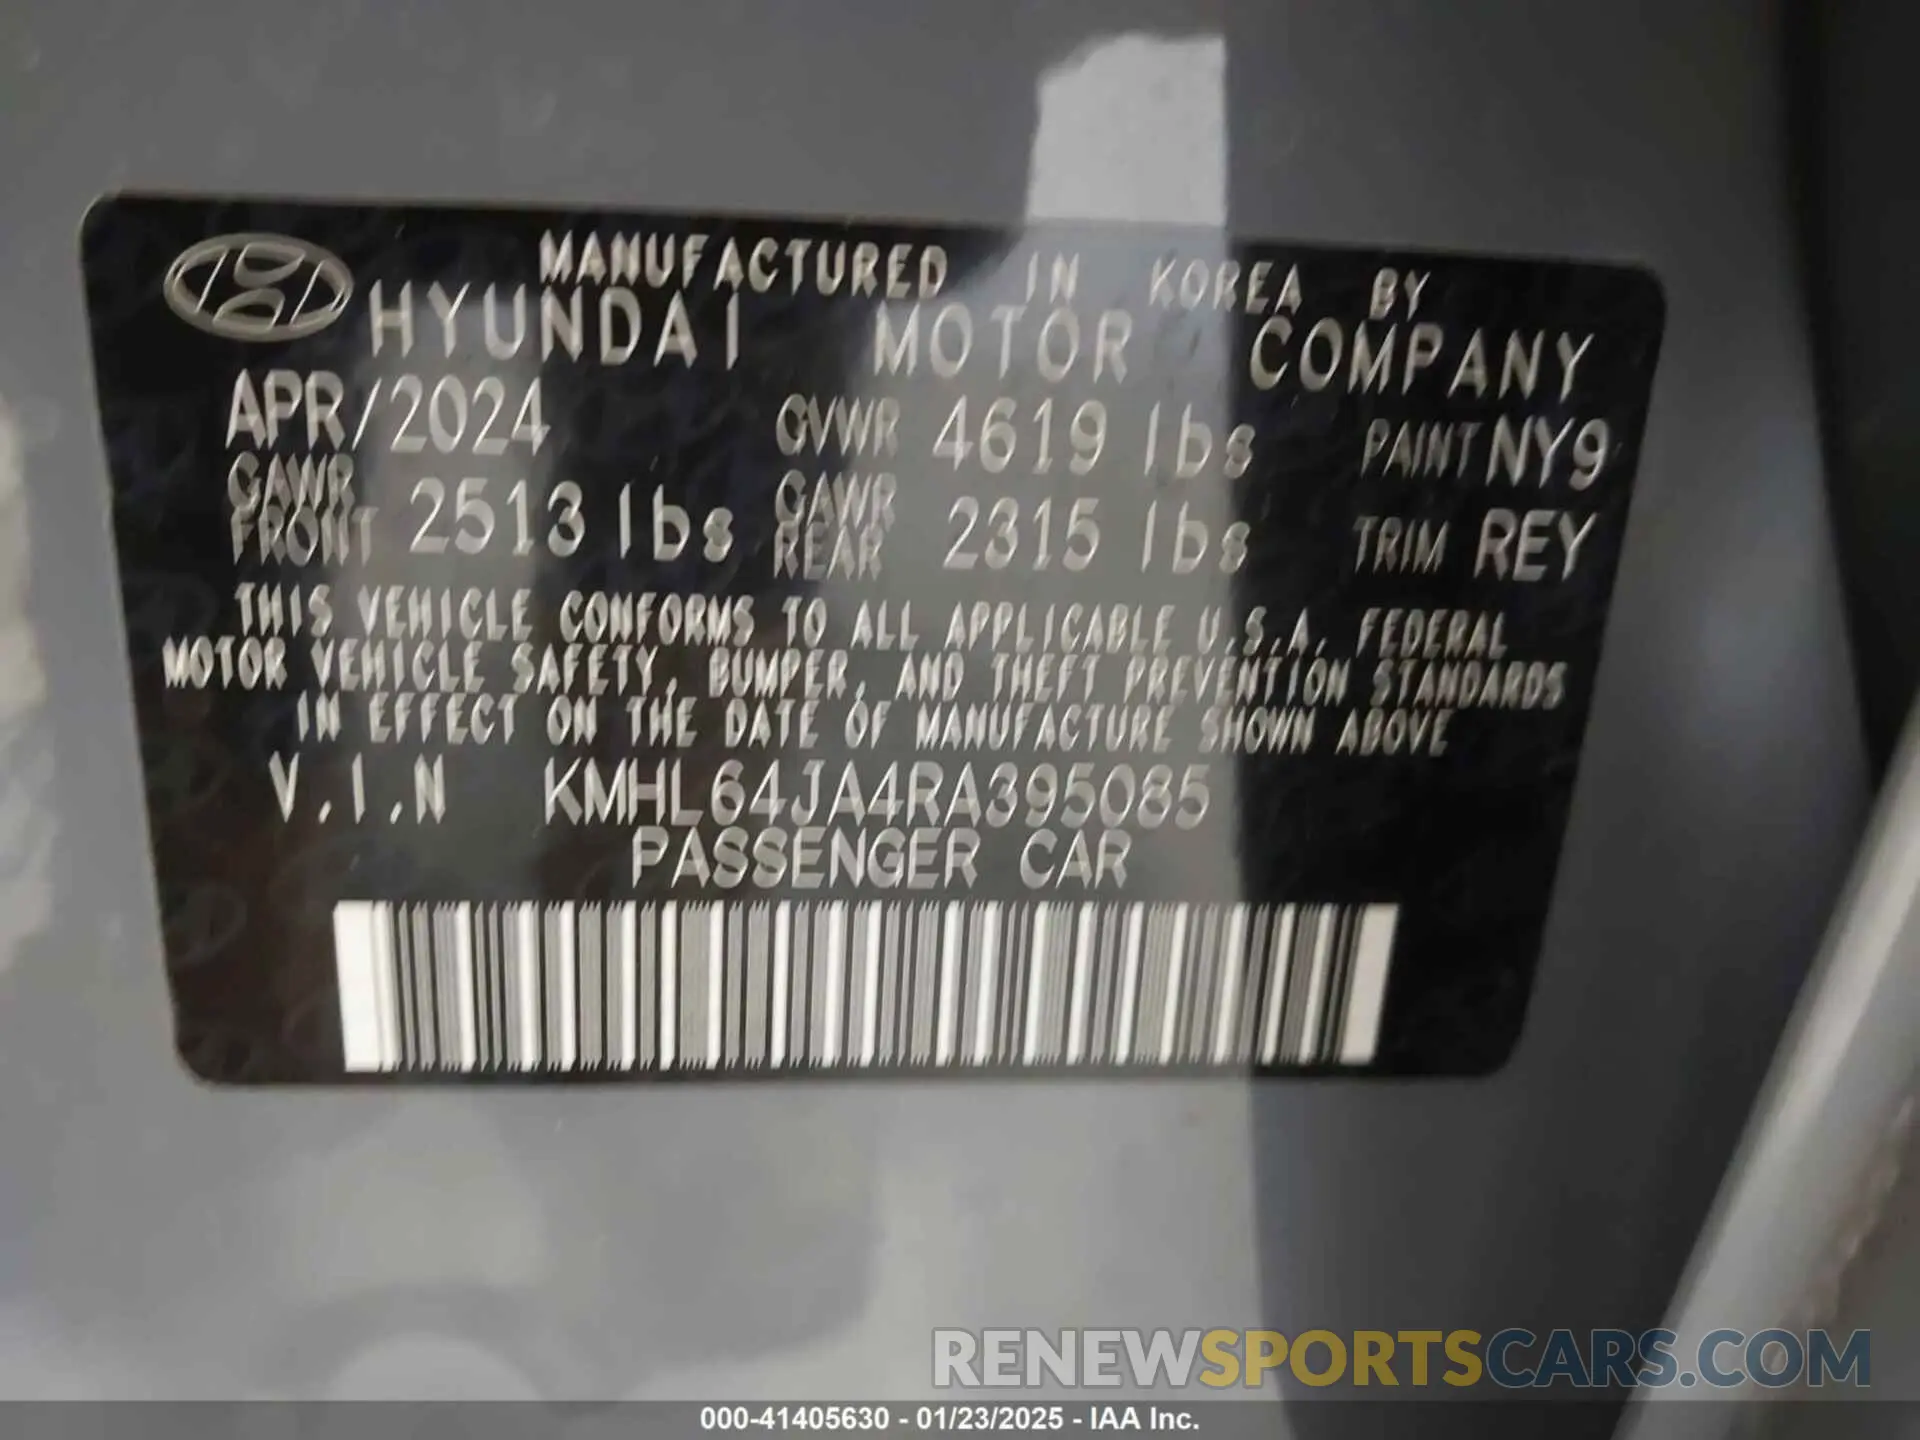 MANUFACTURED IN KOREA BY
HYUNDAI MOTOR COMPANY
APR/2024 GVWR 4619 lbs PAINT NY9
GAWR FRONT 2513 lbs GAWR REAR 2315 lbs TRIM REY
THIS VEHICLE CONFORMS TO ALL APPLICABLE U.S.A. FEDERAL
MOTOR VEHICLE SAFETY, BUMPER, AND THEFT PREVENTION STANDARDS
IN EFFECT ON THE DATE OF MANUFACTURE SHOWN ABOVE
V.I.N KMHL64JA4RA395085
PASSENGER CAR
RENEWSPORTSCARS.COM
000-41405630 - 01/23/2025 - IAA Inc.